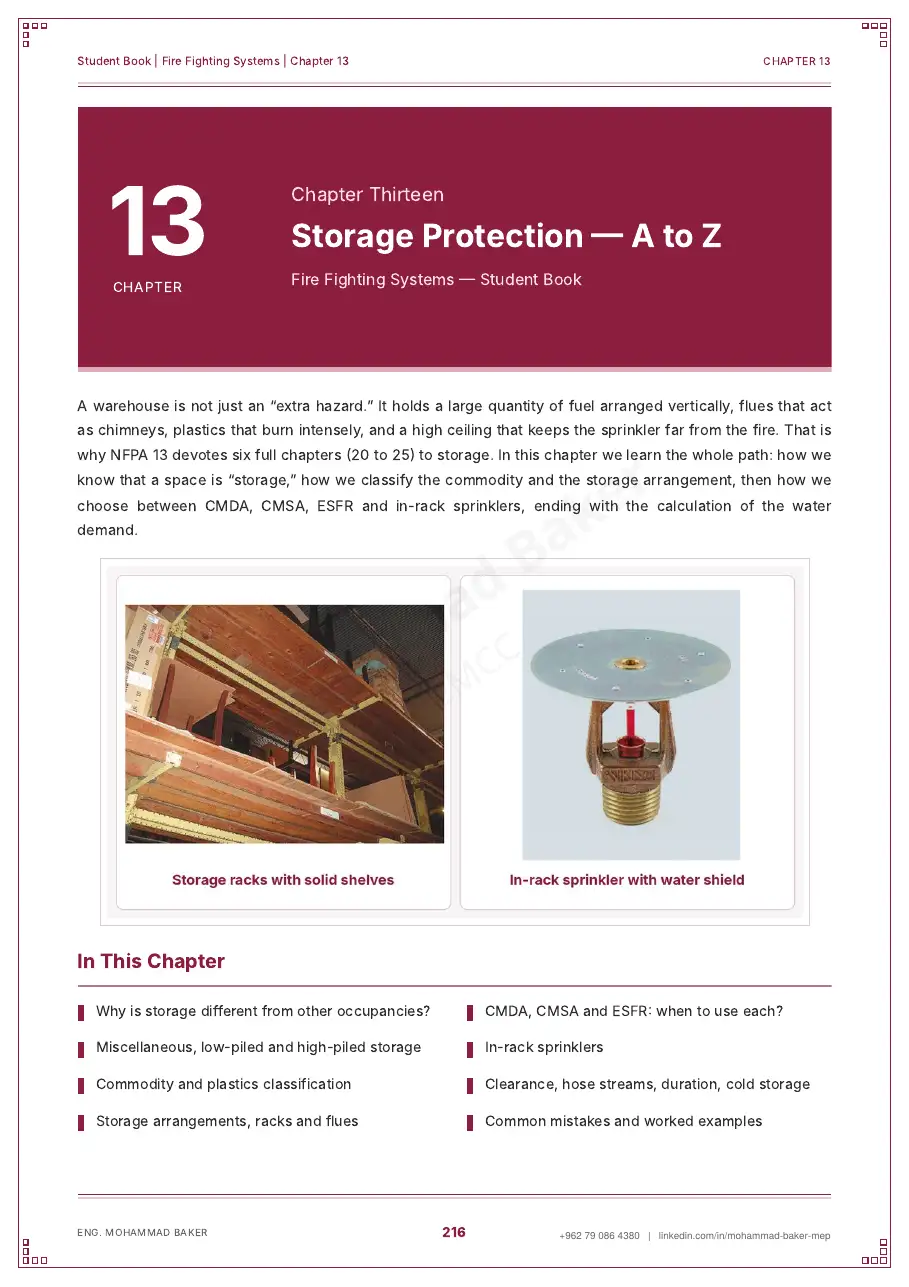 Student Book | Fire Fighting Systems | Chapter 13
CHAPTER 13
13
CHAPTER
Chapter Thirteen
Storage Protection — A to Z
Fire Fighting Systems — Student Book
A warehouse is not just an “extra hazard.” It holds a large quantity of fuel arranged vertically, flues that act
as chimneys, plastics that burn intensely, and a high ceiling that keeps the sprinkler far from the fire. That is
why NFPA 13 devotes six full chapters (20 to 25) to storage. In this chapter we learn the whole path: how we
know that a space is “storage,” how we classify the commodity and the storage arrangement, then how we
choose between CMDA, CMSA, ESFR and in-rack sprinklers, ending with the calculation of the water
demand.
Storage racks with solid shelves
In-rack sprinkler with water shield
In This Chapter
Why is storage different from other occupancies?
Miscellaneous, low-piled and high-piled storage
Commodity and plastics classification
Storage arrangements, racks and flues
CMDA, CMSA and ESFR: when to use each?
In-rack sprinklers
Clearance, hose streams, duration, cold storage
Common mistakes and worked examples
ENG. MOHAMMAD BAKER
216
+962 79 086 4380 | linkedin.com/in/mohammad-baker-mep